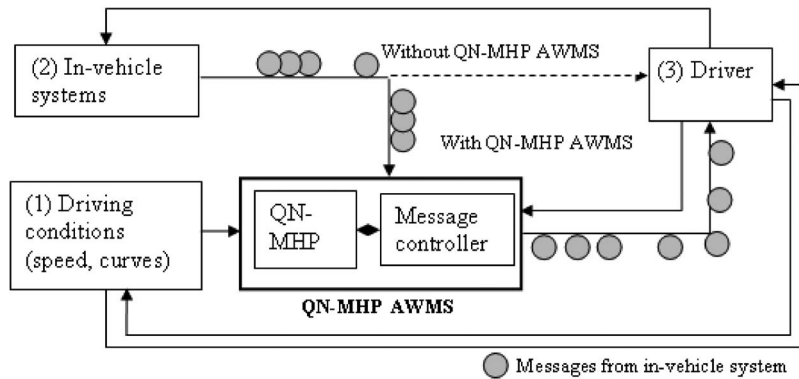 (2) In-vehicle
systems
Without QN-MHP AWMS
(3) Driver
With QN-MHP AWMS
(1) Driving
conditions
(speed, curves)
QN-
MHP
Message
controller
QN-MHP AWMS
Messages from in-vehicle system